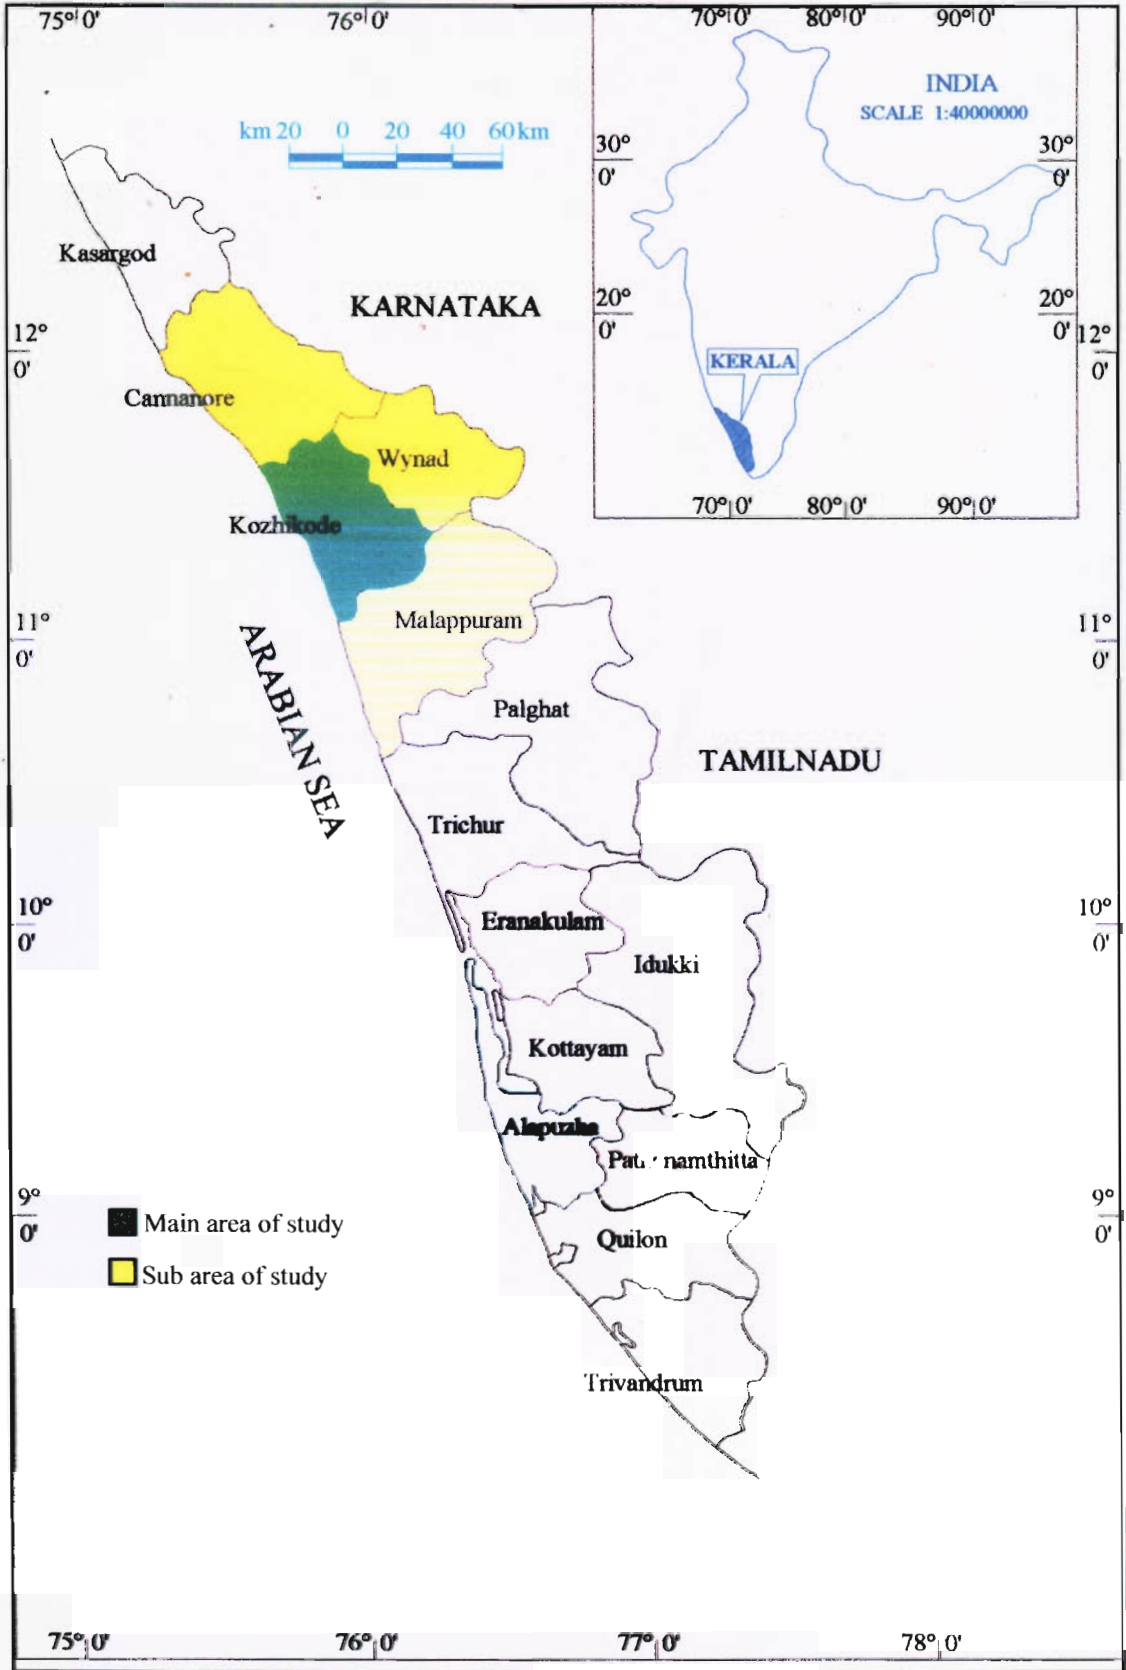 75° 0'
76° 0'
70° 0'
80° 0'
90° 0'
INDIA
SCALE 1:40000000
km 20 0 20 40 60 km
30°
0'
30°
0'
Kasargod
KARNATAKA
20°
0'
20°
0'
12°
0'
12°
0'
KERALA
Cannanore
Wynad
70° 0'
80° 0'
90° 0'
Kozhikode
Malappuram
11°
0'
11°
0'
ARABIAN SEA
Palghat
TAMILNADU
Trichur
10°
0'
10°
0'
Eranakulam
Idukki
Kottayam
Alapuzha
9°
0'
9°
0'
Main area of study
Quilon
Sub area of study
Trivandrum
75° 0'
76° 0'
77° 0'
78° 0'